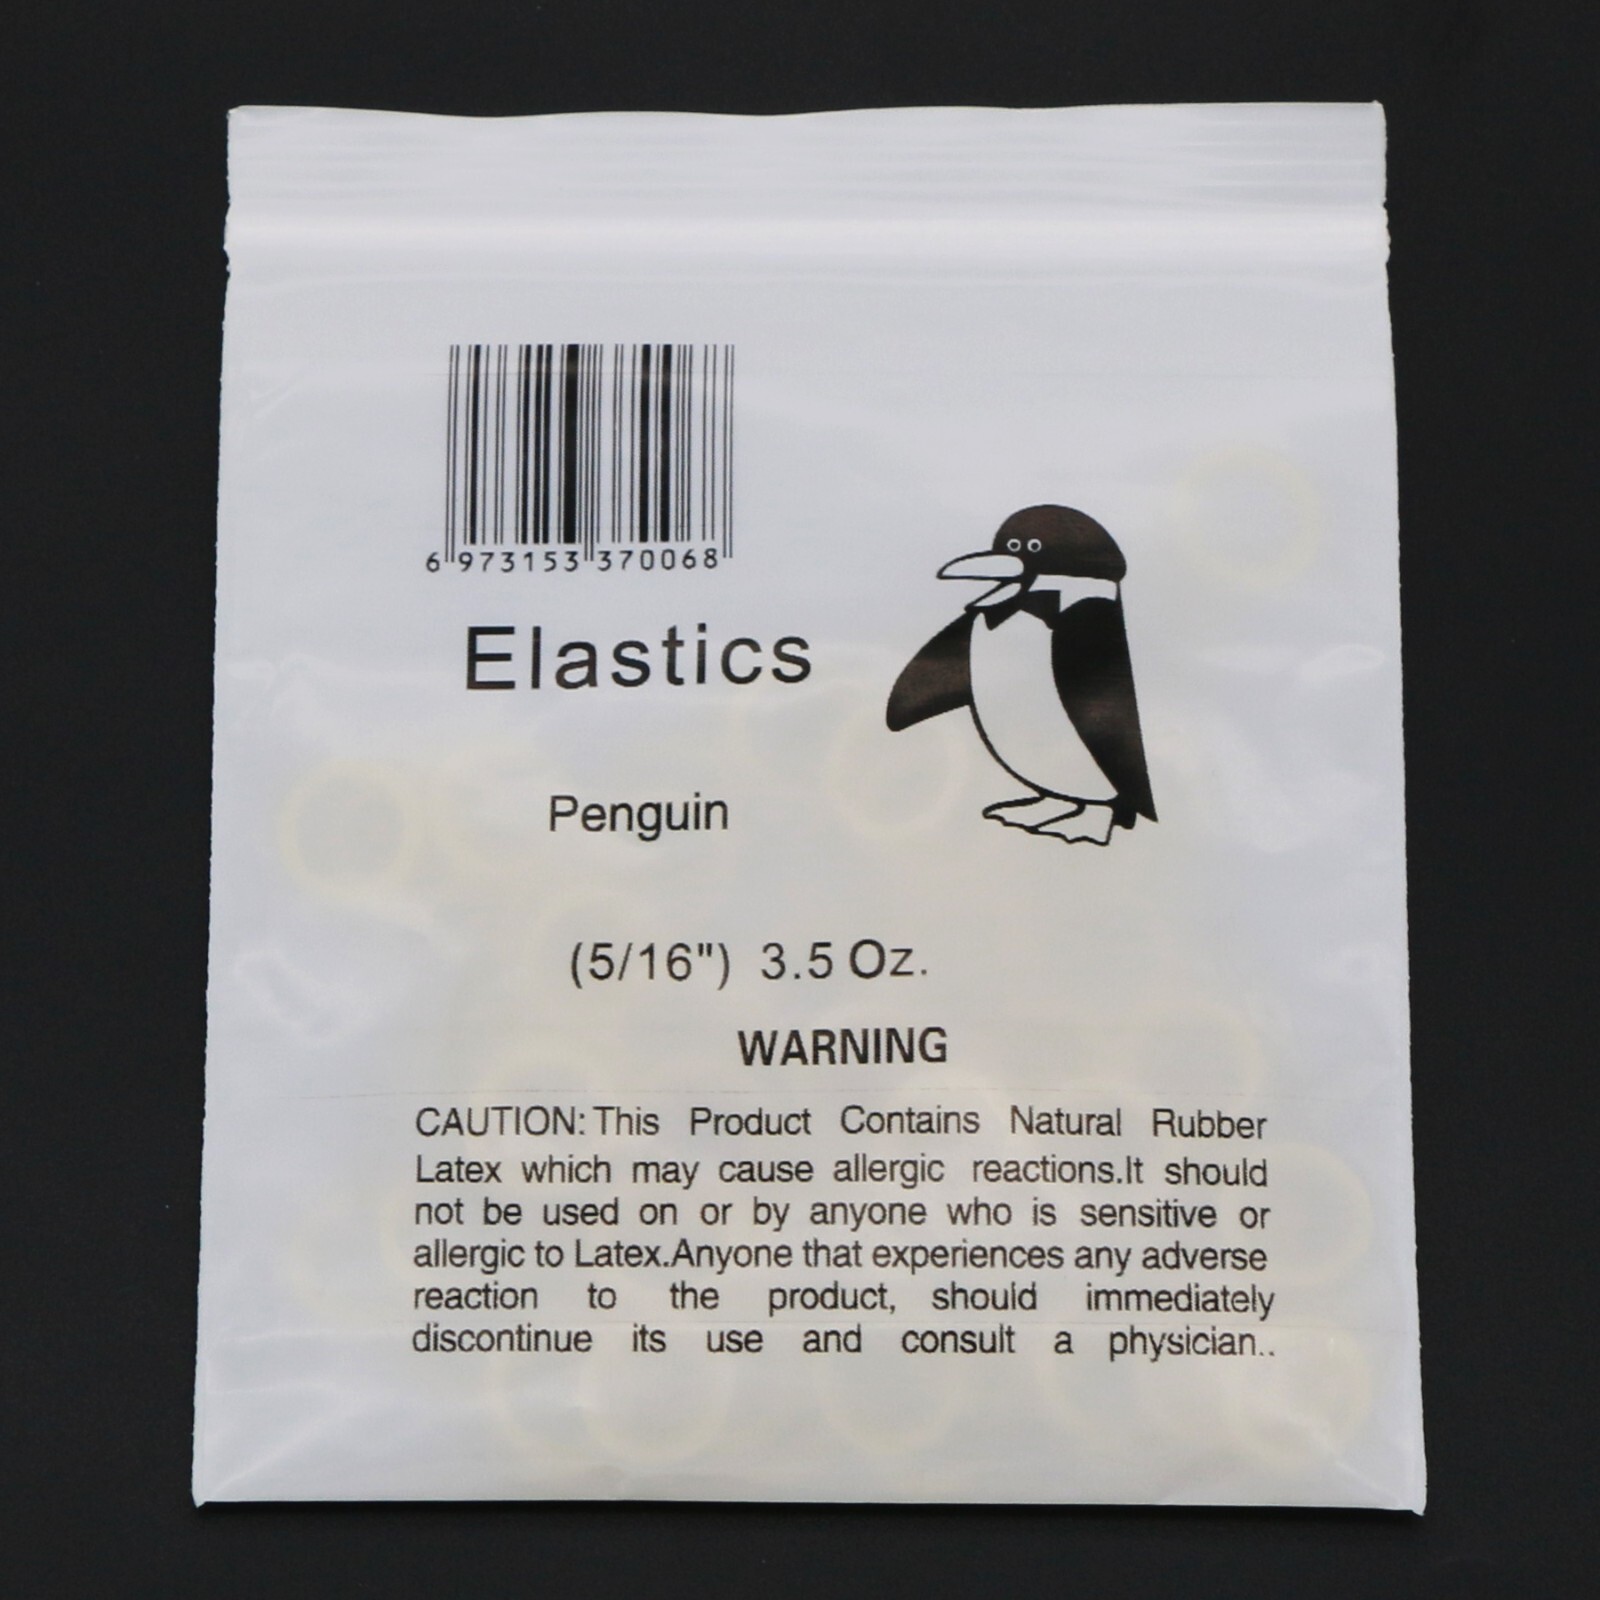 6 973153 370068
Elastics
Penguin
(5/16") 3.5 Oz.
WARNING
CAUTION: This Product Contains Natural Rubber
Latex which may cause allergic reactions.It should
not be used on or by anyone who is sensitive or
allergic to Latex.Anyone that experiences any adverse
reaction to the product, should immediately
discontinue its use and consult a physician..